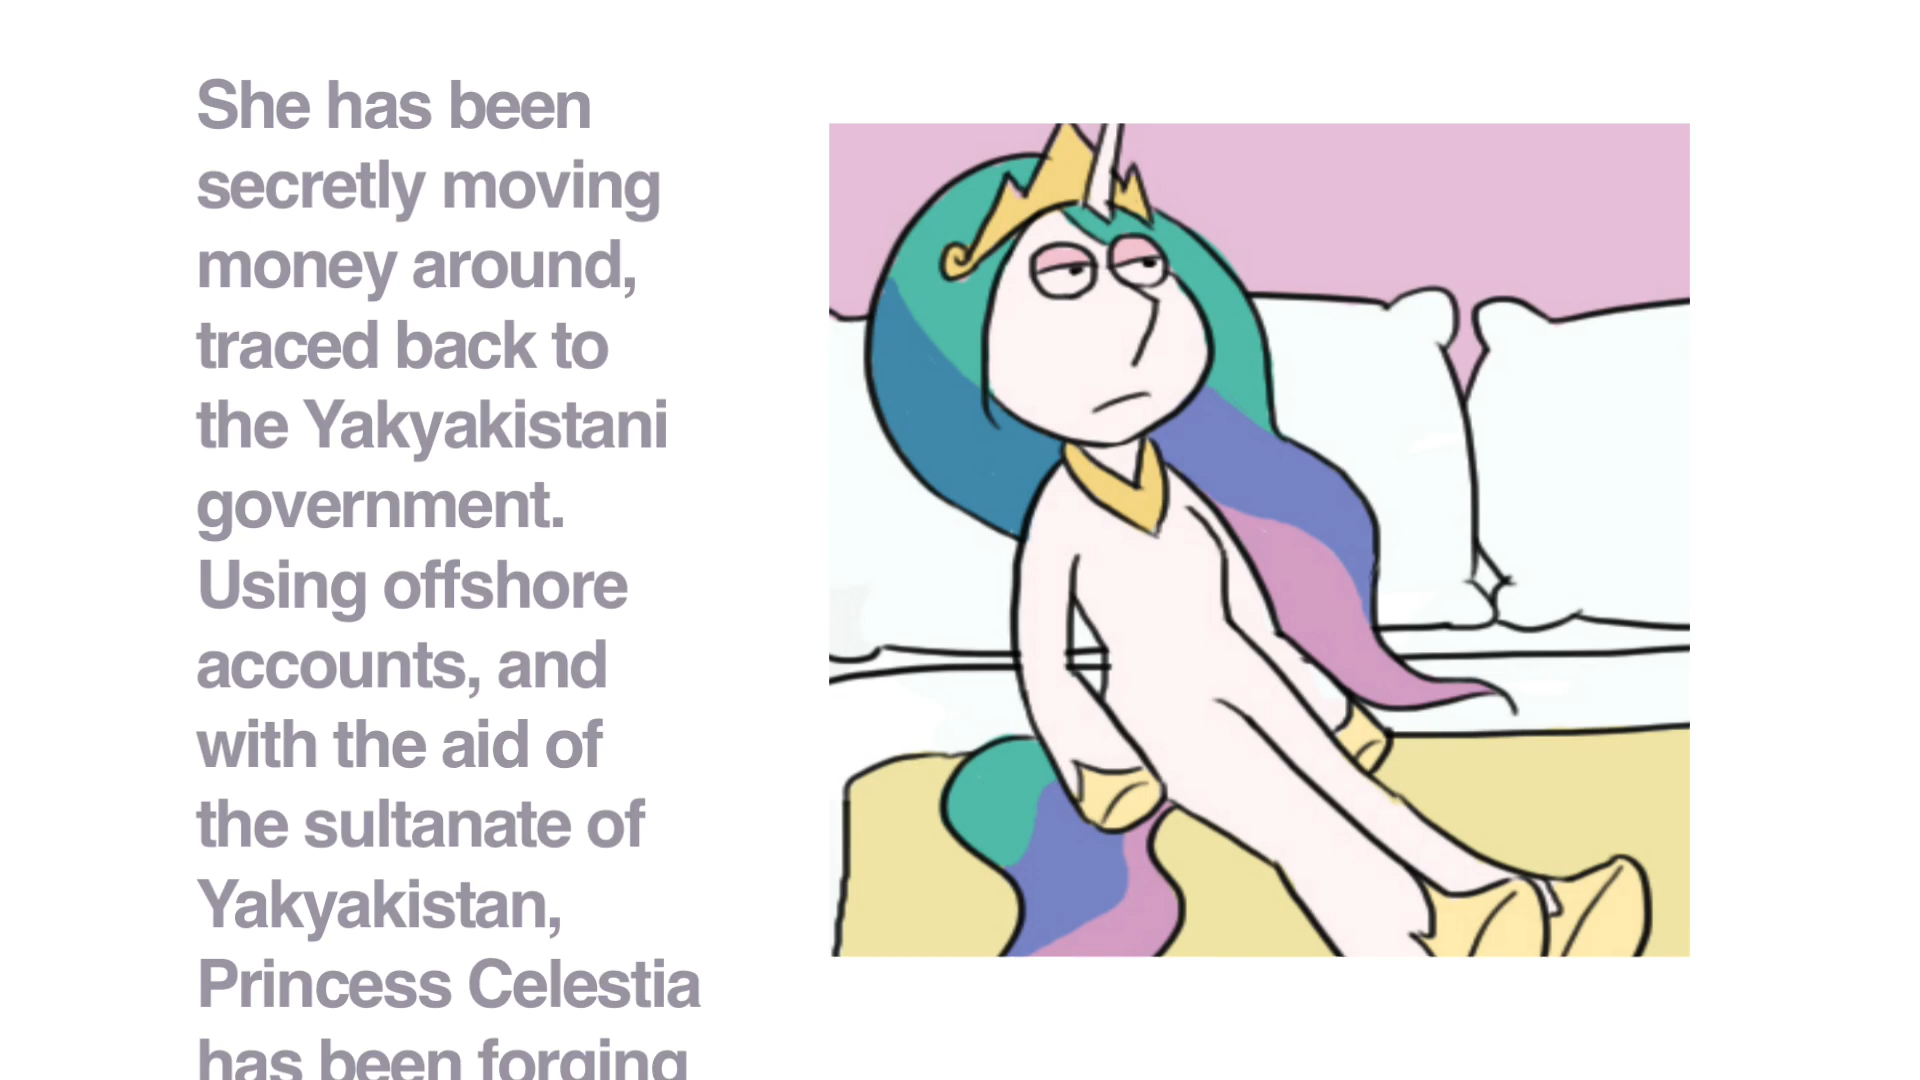 She has been
secretly moving
money around,
traced back to
the Yakyakistani
government.
Using offshore
accounts, and
with the aid of
the sultanate of
Yakyakistan,
Princess Celestia
has been forging